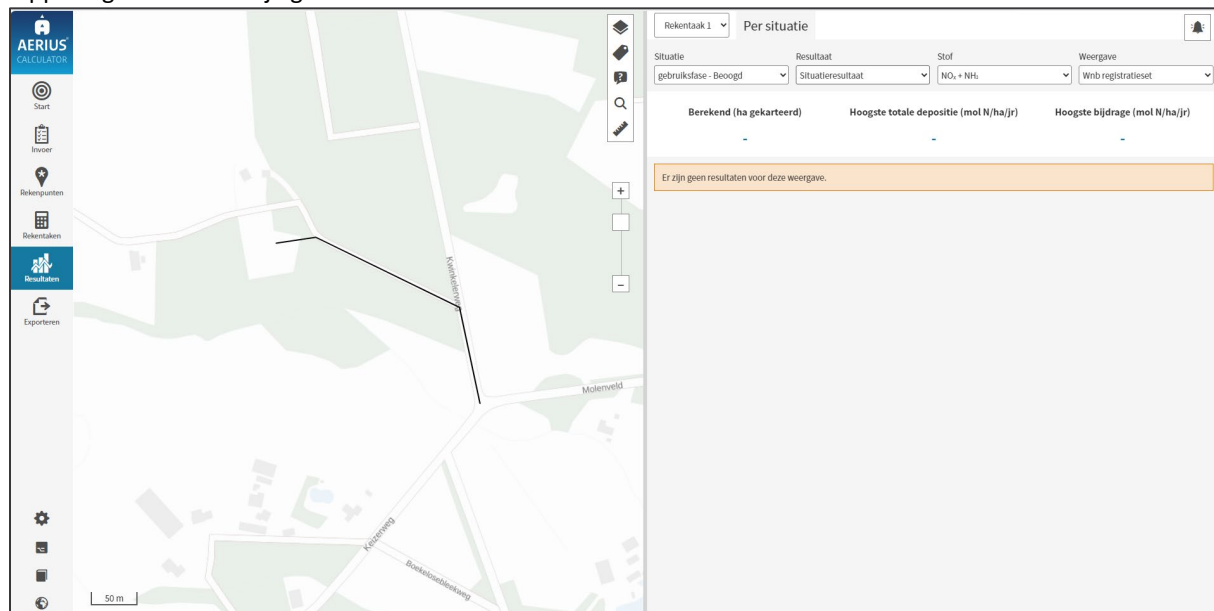 AERIUS
CALCULATOR
Start
Invoer
Rekenpunten
Rekentaken
Resultaten
Exporteren
Kwinkelerweg
Molenveld
Keizerweg
Boekelosebleekweg
50 m
+
−
Rekentaak 1
Per situatie
Situatie Resultaat Stof Weergave
gebruiksfase - Beoogd Situatieresultaat NOₓ + NH₃ Wnb registratieset
Berekend (ha gekarteerd) Hoogste totale depositie (mol N/ha/jr) Hoogste bijdrage (mol N/ha/jr)
- - -
Er zijn geen resultaten voor deze weergave.